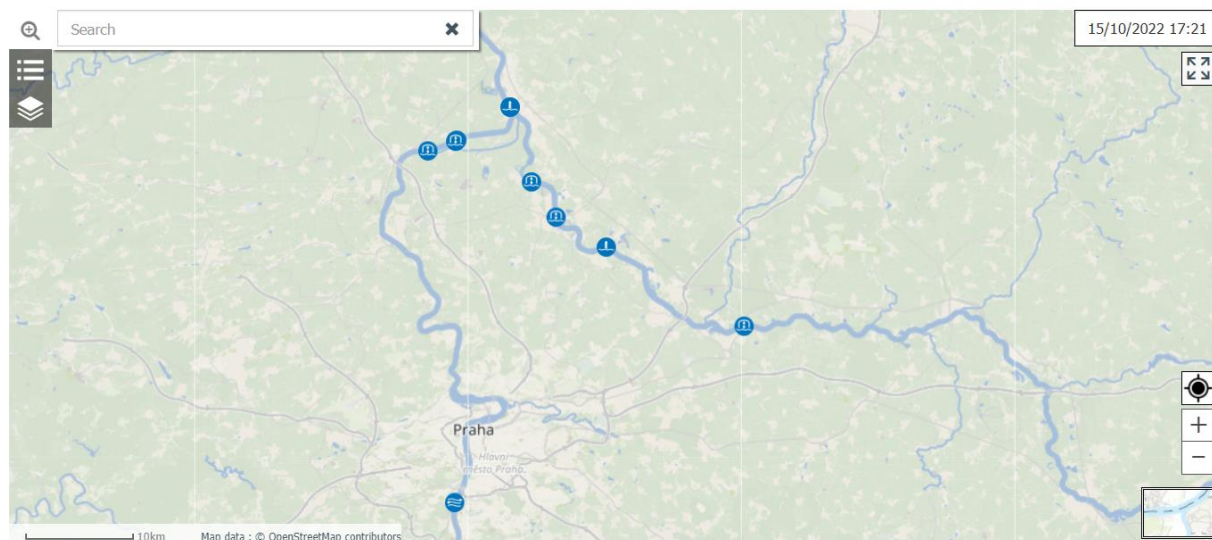 Search
15/10/2022 17:21
Praha
Hlavní
město Praha
10km
Map data : © OpenStreetMap contributors